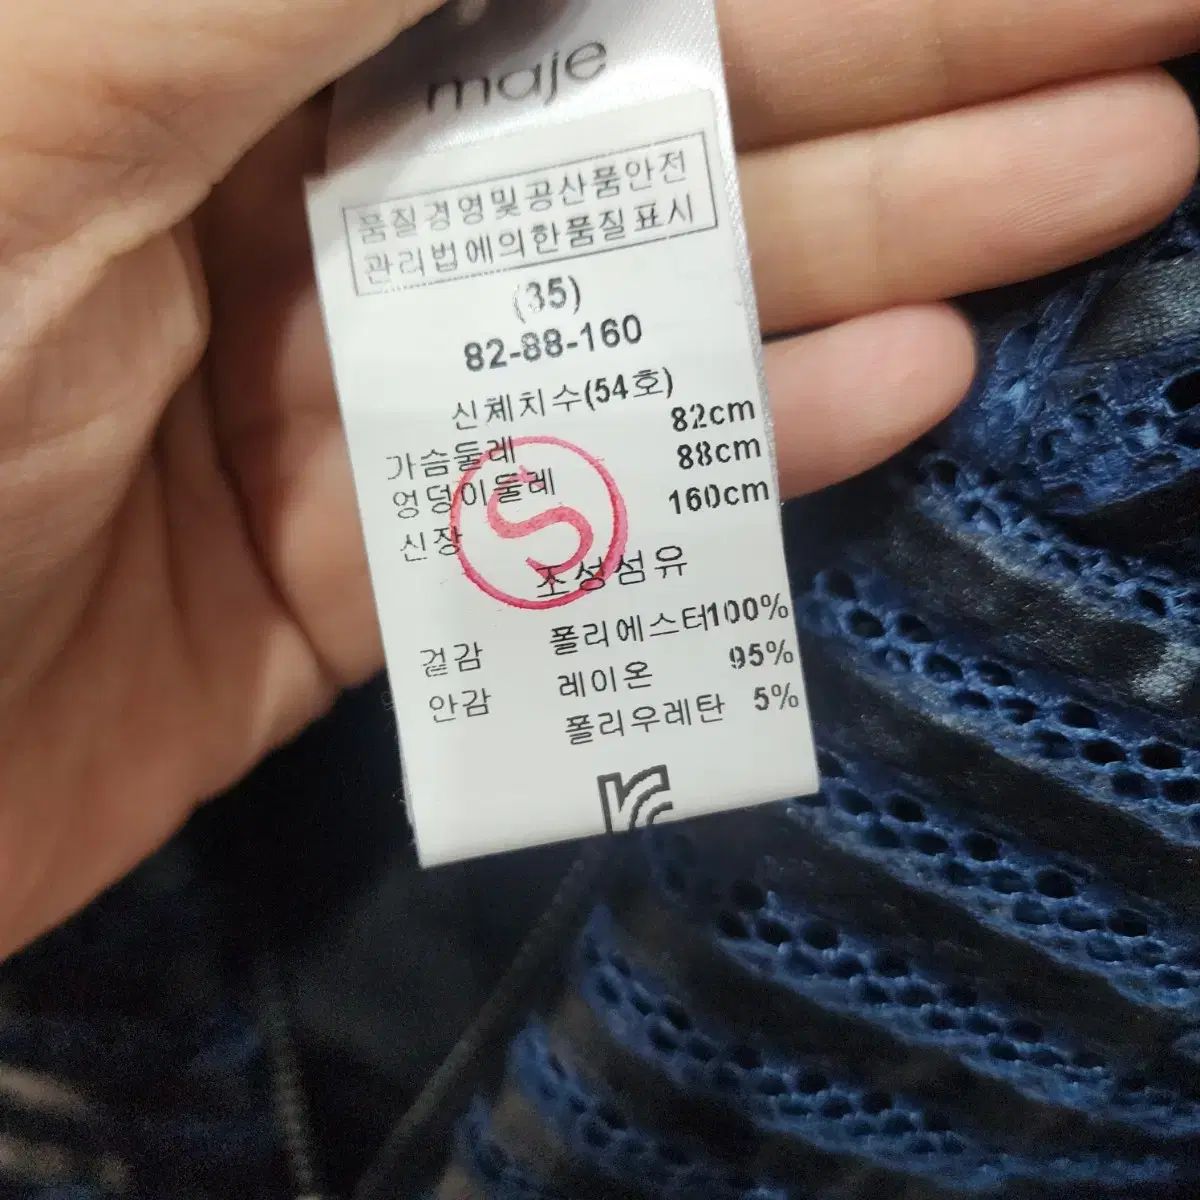 maje
품질경영및공산품안전
관리법에의한품질표시
(35)
82-88-160
신체치수(54호)
가슴둘레 82cm
엉덩이둘레 88cm
신장 160cm
S
조성섬유
겉감 폴리에스터100%
안감 레이온 95%
폴리우레탄 5%